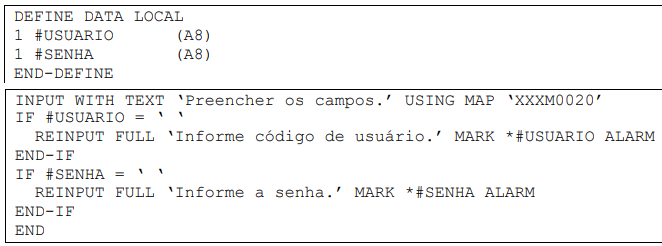 DEFINE DATA LOCAL
1 #USUARIO (A8)
1 #SENHA (A8)
END-DEFINE
INPUT WITH TEXT ‘Preencher os campos.’ USING MAP ‘XXXM0020’
IF #USUARIO = ‘ ‘
REINPUT FULL ‘Informe código de usuário.’ MARK *#USUARIO ALARM
END-IF
IF #SENHA = ‘ ‘
REINPUT FULL ‘Informe a senha.’ MARK *#SENHA ALARM
END-IF
END